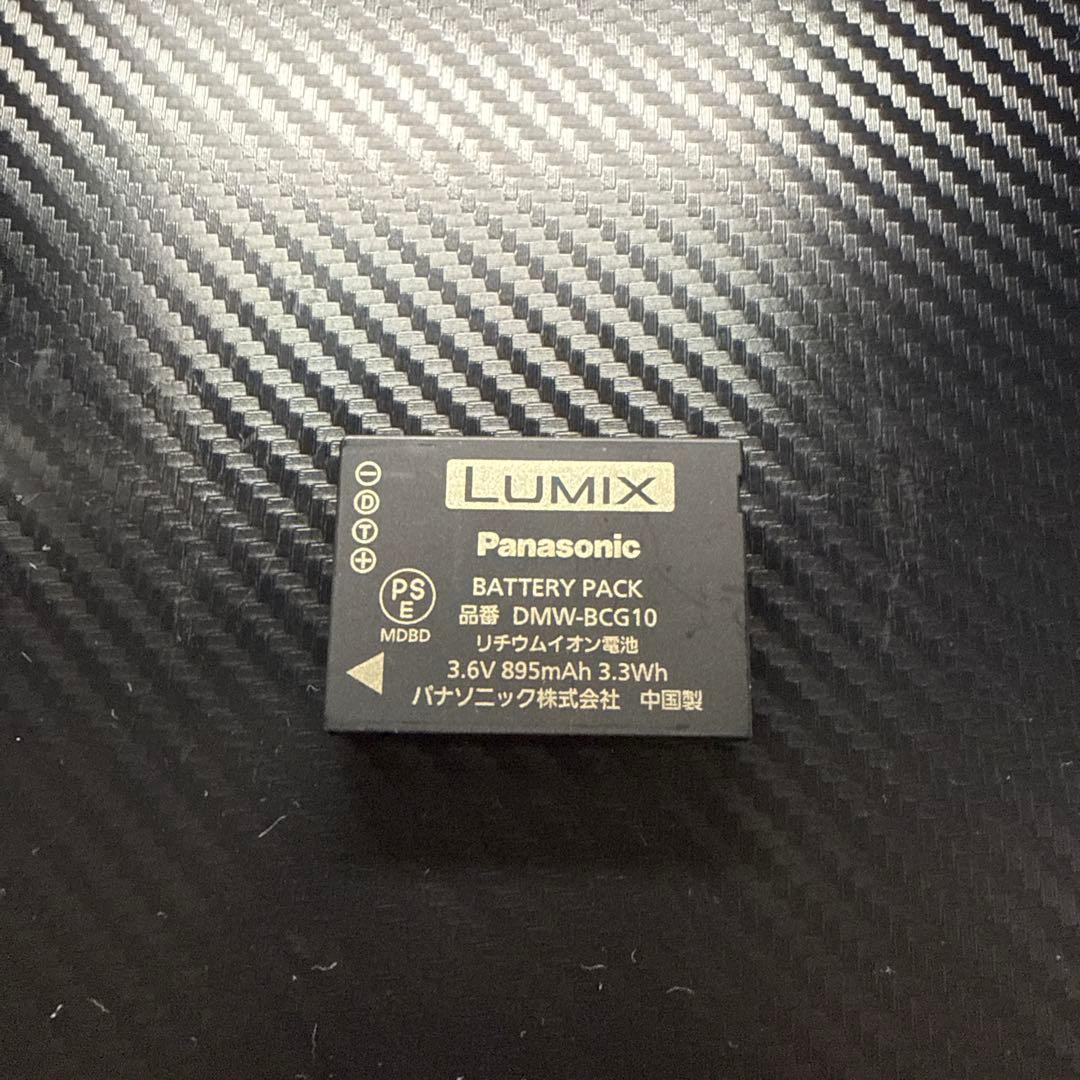 LUMIX
Panasonic
BATTERY PACK
品番 DMW-BCG10
リチウムイオン電池
3.6V 895mAh 3.3Wh
パナソニック株式会社 中国製
⊖
Ⓓ
Ⓣ
⊕
PS
E
MDBD